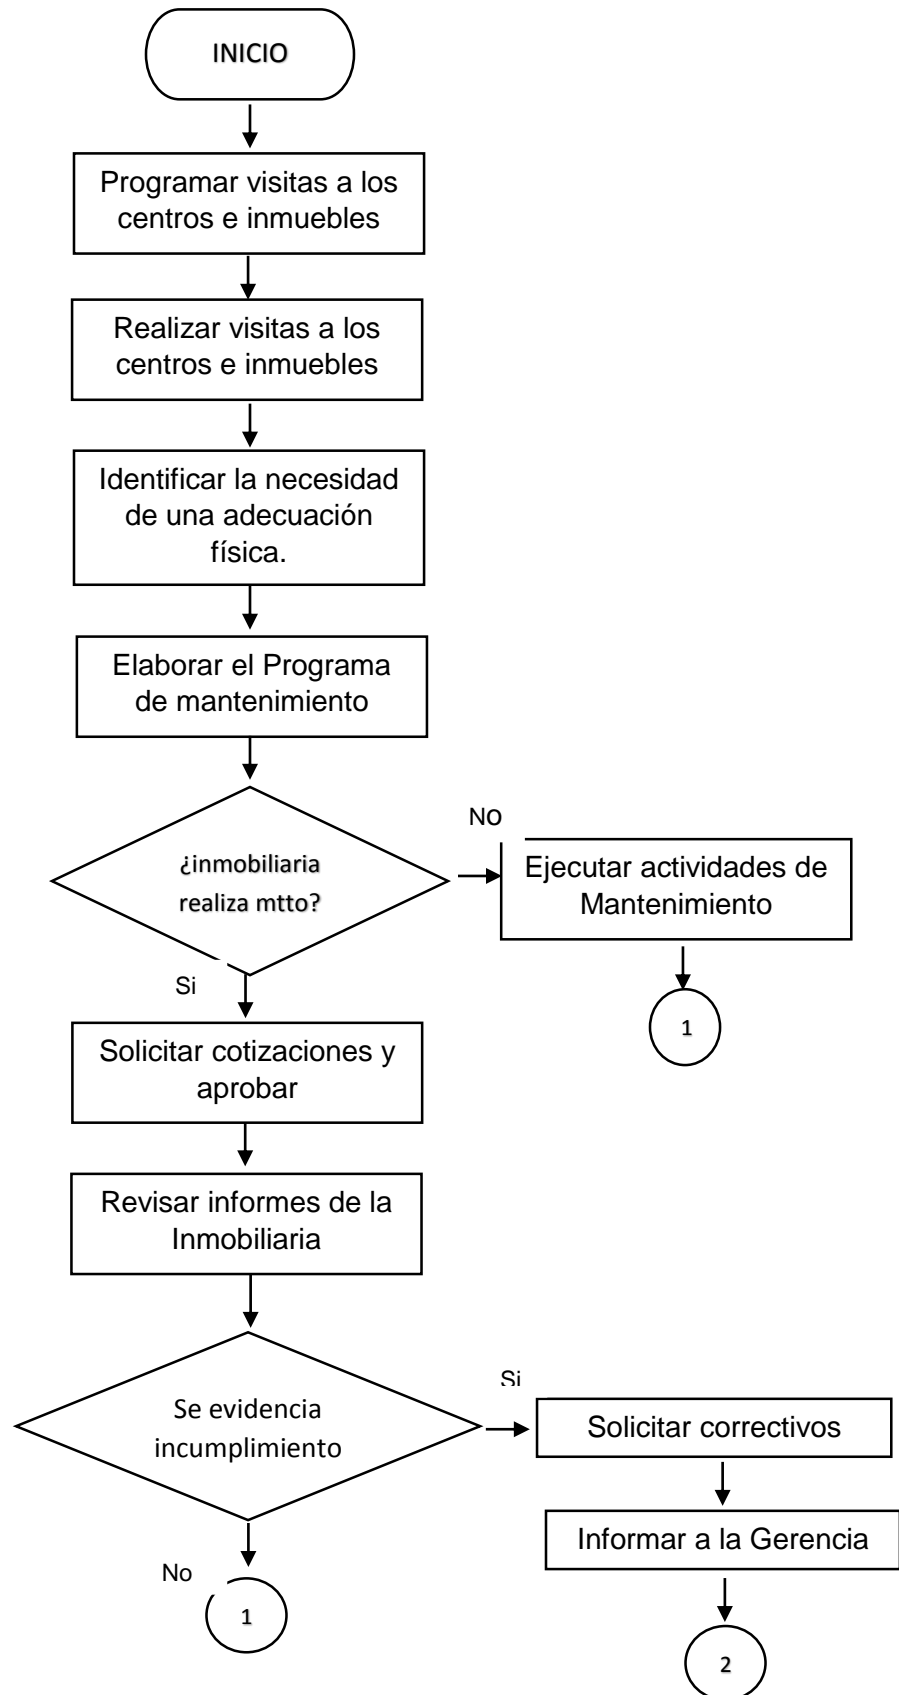 INICIO
Programar visitas a los
centros e inmuebles
Realizar visitas a los
centros e inmuebles
Identificar la necesidad
de una adecuación
física.
Elaborar el Programa
de mantenimiento
¿inmobiliaria
realiza mtto?
No
Ejecutar actividades de
Mantenimiento
1
Si
Solicitar cotizaciones y
aprobar
Revisar informes de la
Inmobiliaria
Se evidencia
incumplimiento
Si
Solicitar correctivos
Informar a la Gerencia
2
No
1